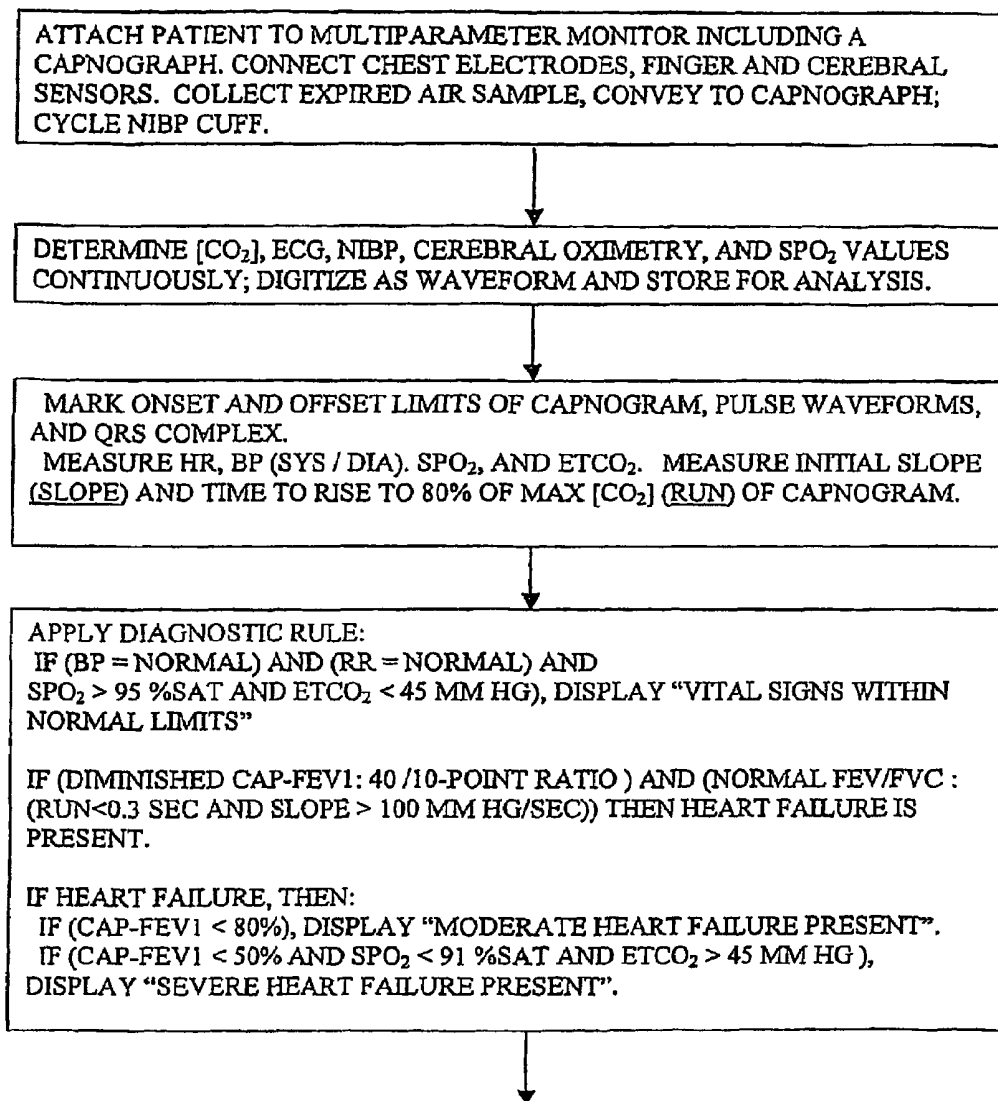 ATTACH PATIENT TO MULTIPARAMETER MONITOR INCLUDING A
CAPNOGRAPH. CONNECT CHEST ELECTRODES, FINGER AND CEREBRAL
SENSORS. COLLECT EXPIRED AIR SAMPLE, CONVEY TO CAPNOGRAPH;
CYCLE NIBP CUFF.
DETERMINE [CO₂], ECG, NIBP, CEREBRAL OXIMETRY, AND SPO₂ VALUES
CONTINUOUSLY; DIGITIZE AS WAVEFORM AND STORE FOR ANALYSIS.
MARK ONSET AND OFFSET LIMITS OF CAPNOGRAM, PULSE WAVEFORMS,
AND QRS COMPLEX.
MEASURE HR, BP (SYS / DIA). SPO₂, AND ETCO₂. MEASURE INITIAL SLOPE
(SLOPE) AND TIME TO RISE TO 80% OF MAX [CO₂] (RUN) OF CAPNOGRAM.
APPLY DIAGNOSTIC RULE:
IF (BP = NORMAL) AND (RR = NORMAL) AND
SPO₂ > 95 %SAT AND ETCO₂ < 45 MM HG), DISPLAY “VITAL SIGNS WITHIN
NORMAL LIMITS”
IF (DIMINISHED CAP-FEV1: 40 /10-POINT RATIO ) AND (NORMAL FEV/FVC :
(RUN<0.3 SEC AND SLOPE > 100 MM HG/SEC)) THEN HEART FAILURE IS
PRESENT.
IF HEART FAILURE, THEN:
IF (CAP-FEV1 < 80%), DISPLAY “MODERATE HEART FAILURE PRESENT”.
IF (CAP-FEV1 < 50% AND SPO₂ < 91 %SAT AND ETCO₂ > 45 MM HG ),
DISPLAY “SEVERE HEART FAILURE PRESENT”.